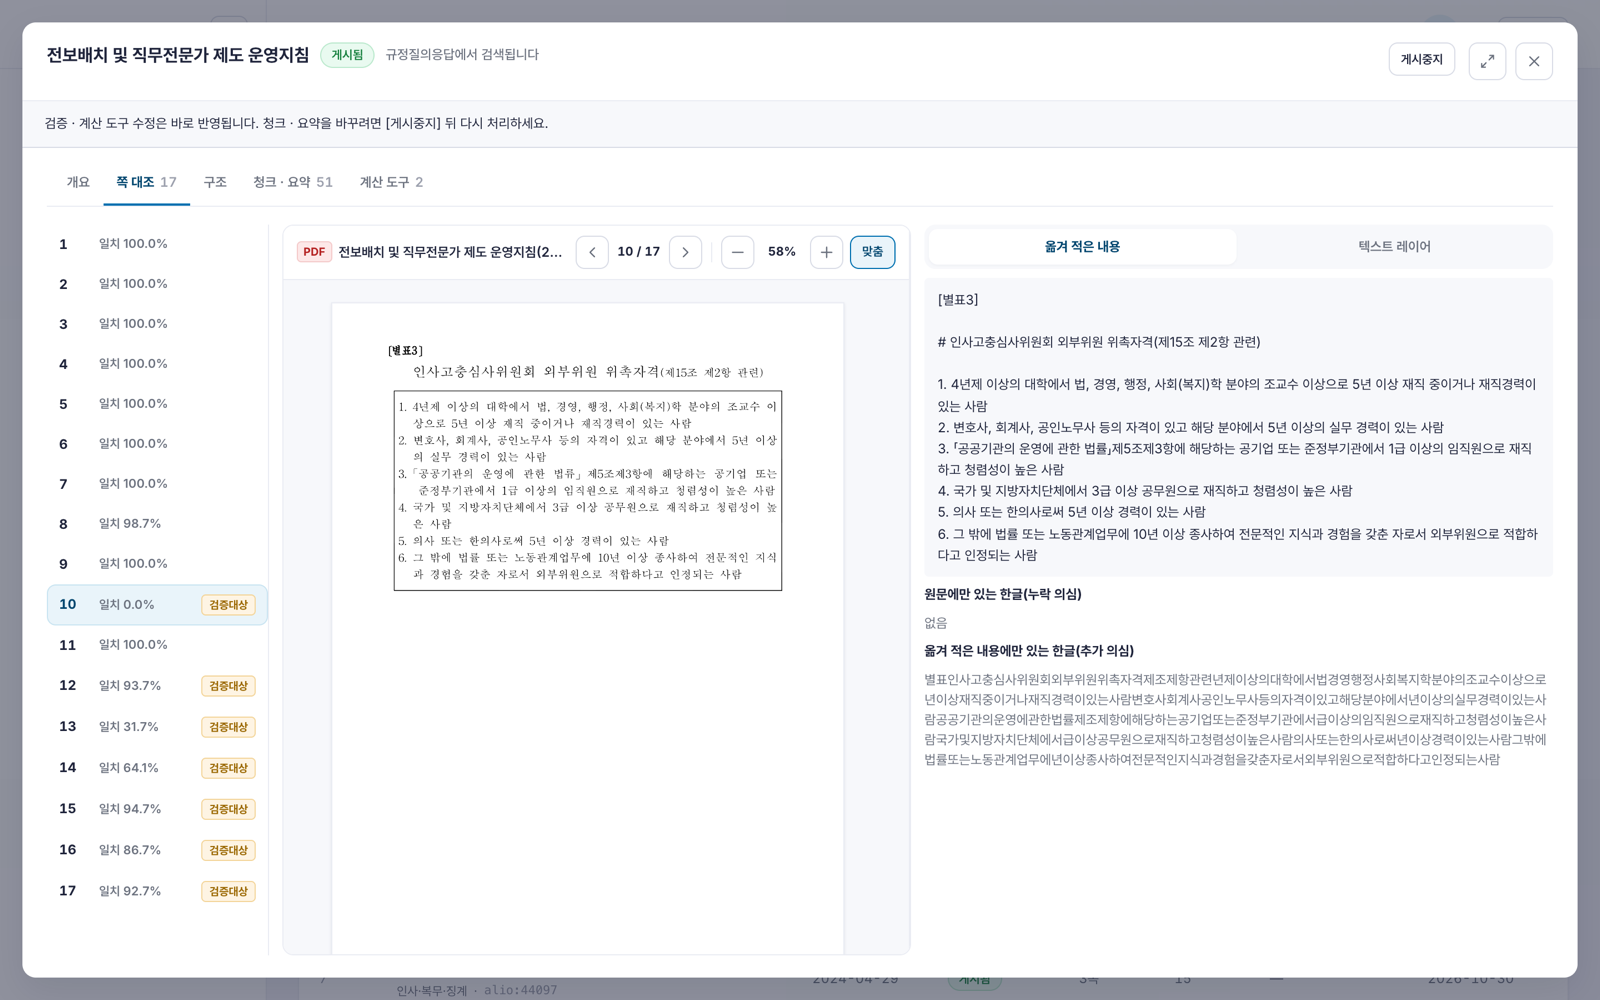 전보배치 및 직무전문가 제도 운영지침 게시됨 규정질의응답에서 검색됩니다 게시중지
검증 · 계산 도구 수정은 바로 반영됩니다. 청크 · 요약을 바꾸려면 [게시중지] 뒤 다시 처리하세요.
개요 쪽 대조 17 구조 청크 · 요약 51 계산 도구 2
1 일치 100.0%
2 일치 100.0%
3 일치 100.0%
4 일치 100.0%
5 일치 100.0%
6 일치 100.0%
7 일치 100.0%
8 일치 98.7%
9 일치 100.0%
10 일치 0.0% 검증대상
11 일치 100.0%
12 일치 93.7% 검증대상
13 일치 31.7% 검증대상
14 일치 64.1% 검증대상
15 일치 94.7% 검증대상
16 일치 86.7% 검증대상
17 일치 92.7% 검증대상
PDF 전보배치 및 직무전문가 제도 운영지침(2... 10 / 17 58% 맞춤
[별표3]
인사고충심사위원회 외부위원 위촉자격(제15조 제2항 관련)
1. 4년제 이상의 대학에서 법, 경영, 행정, 사회(복지)학 분야의 조교수 이
상으로 5년 이상 재직 중이거나 재직경력이 있는 사람
2. 변호사, 회계사, 공인노무사 등의 자격이 있고 해당 분야에서 5년 이상
의 실무 경력이 있는 사람
3. 「공공기관의 운영에 관한 법률」 제5조제3항에 해당하는 공기업 또는
준정부기관에서 1급 이상의 임직원으로 재직하고 청렴성이 높은 사람
4. 국가 및 지방자치단체에서 3급 이상 공무원으로 재직하고 청렴성이 높
은 사람
5. 의사 또는 한의사로써 5년 이상 경력이 있는 사람
6. 그 밖에 법률 또는 노동관계업무에 10년 이상 종사하여 전문적인 지식
과 경험을 갖춘 자로서 외부위원으로 적합하다고 인정되는 사람
옮겨 적은 내용 텍스트 레이어
[별표3]
# 인사고충심사위원회 외부위원 위촉자격(제15조 제2항 관련)
1. 4년제 이상의 대학에서 법, 경영, 행정, 사회(복지)학 분야의 조교수 이상으로 5년 이상 재직 중이거나 재직경력이
있는 사람
2. 변호사, 회계사, 공인노무사 등의 자격이 있고 해당 분야에서 5년 이상의 실무 경력이 있는 사람
3. 「공공기관의 운영에 관한 법률」제5조제3항에 해당하는 공기업 또는 준정부기관에서 1급 이상의 임직원으로 재직
하고 청렴성이 높은 사람
4. 국가 및 지방자치단체에서 3급 이상 공무원으로 재직하고 청렴성이 높은 사람
5. 의사 또는 한의사로써 5년 이상 경력이 있는 사람
6. 그 밖에 법률 또는 노동관계업무에 10년 이상 종사하여 전문적인 지식과 경험을 갖춘 자로서 외부위원으로 적합하
다고 인정되는 사람
원문에만 있는 한글(누락 의심)
없음
옮겨 적은 내용에만 있는 한글(추가 의심)
별표인사고충심사위원회외부위원위촉자격제조제항관련년제이상의대학에서법경영행정사회복지학분야의조교수이상으로
년이상재직중이거나재직경력이있는사람변호사회계사공인노무사등의자격이있고해당분야에서년이상의실무경력이있는사
람공공기관의운영에관한법률제조제항에해당하는공기업또는준정부기관에서급이상의임직원으로재직하고청렴성이높은사
람국가및지방자치단체에서급이상공무원으로재직하고청렴성이높은사람의사또는한의사로써년이상경력이있는사람그밖에
법률또는노동관계업무에년이상종사하여전문적인지식과경험을갖춘자로서외부위원으로적합하다고인정되는사람
인사·복무·징계 · alio:44097